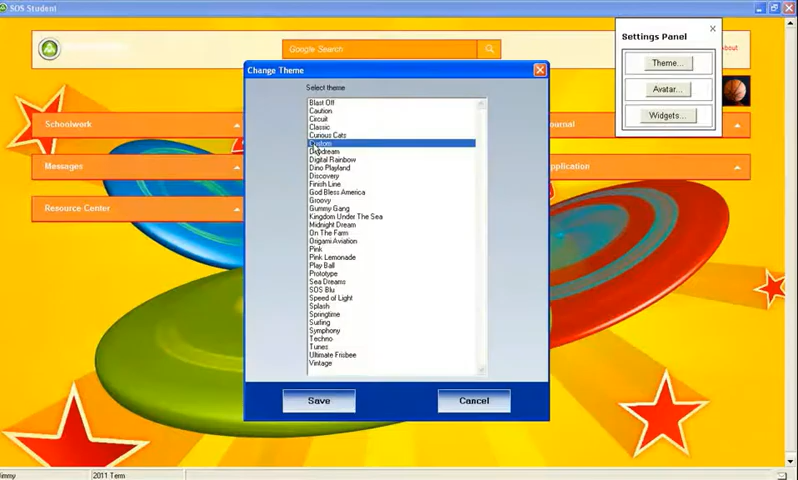 SOS Student
Google Search
About
Settings Panel
Theme...
Avatar...
Widgets...
Schoolwork
Journal
Messages
Application
Resource Center
Change Theme
Select theme
Blast Off
Caution
Circuit
Classic
Curious Cats
Custom
Daydream
Digital Rainbow
Dino Playland
Discovery
Finish Line
God Bless America
Groovy
Gummy Gang
Kingdom Under The Sea
Midnight Dream
On The Farm
Origami Aviation
Pink
Pink Lemonade
Play Ball
Prototype
Sea Dreams
SOS Blu
Speed of Light
Splash
Springtime
Surfing
Symphony
Techno
Tunes
Ultimate Frisbee
Vintage
Save
Cancel
immy
2011 Term